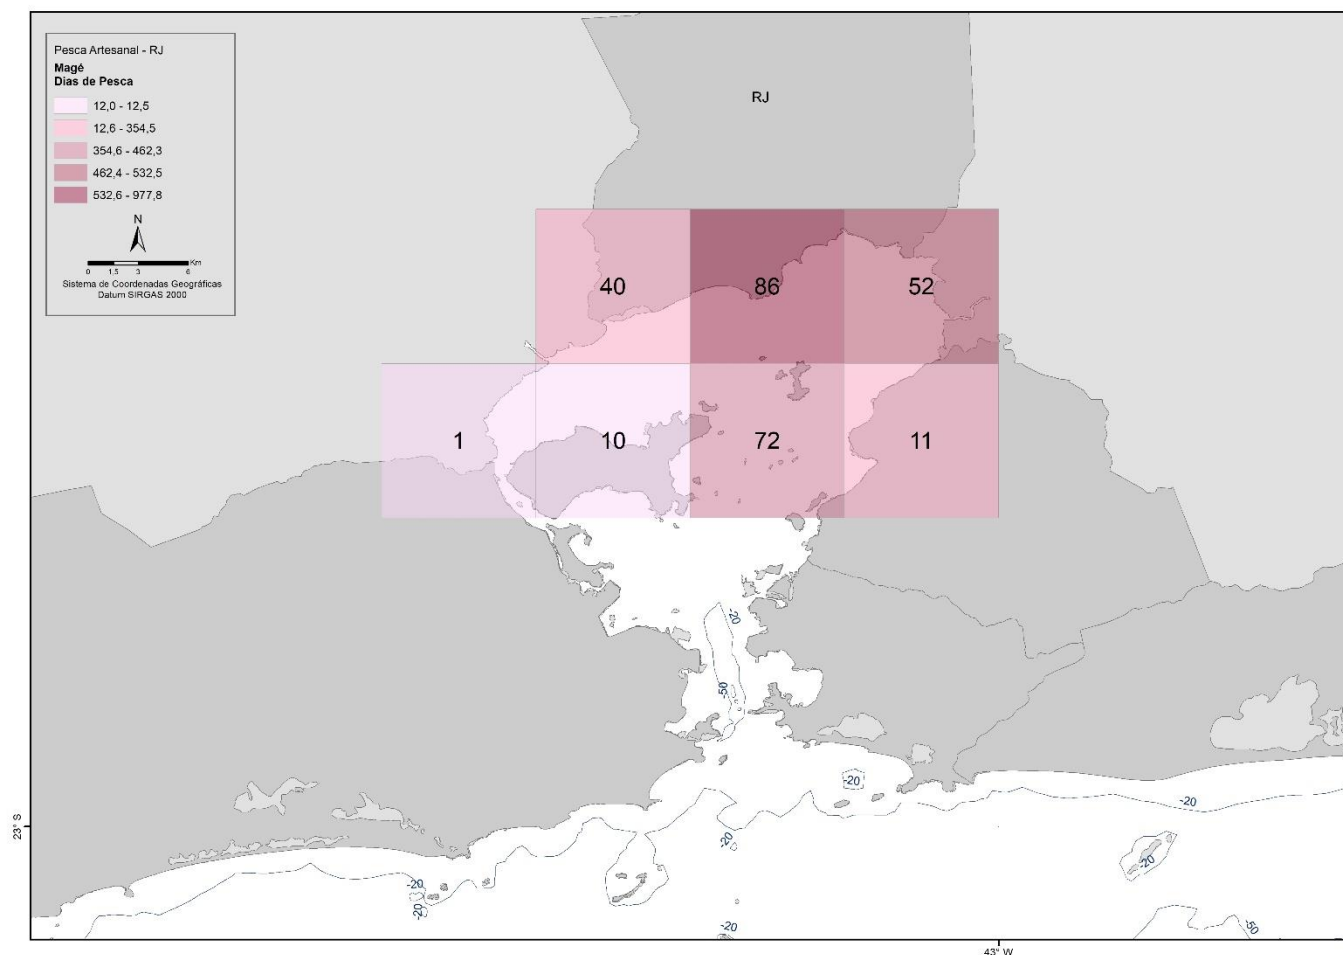 Pesca Artesanal - RJ
Magé
Dias de Pesca
12,0 - 12,5
12,6 - 354,5
354,6 - 462,3
462,4 - 532,5
532,6 - 977,8
N
0 1,5 3 6 Km
Sistema de Coordenadas Geográficas
Datum SIRGAS 2000
RJ
40 86 52
1 10 72 11
-20
-50
-20
-20
23° S
-20
-20
-20
-20
-20
-50
43° W